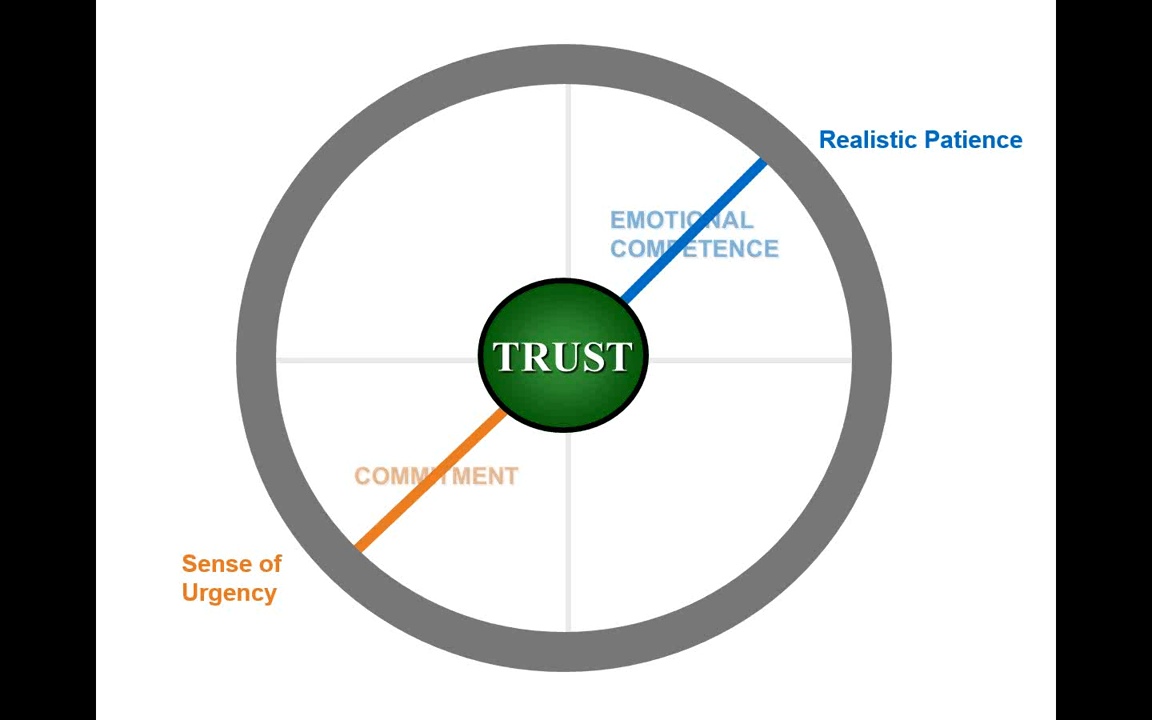 Realistic Patience
EMOTIONAL
COMPETENCE
TRUST
COMMITMENT
Sense of
Urgency